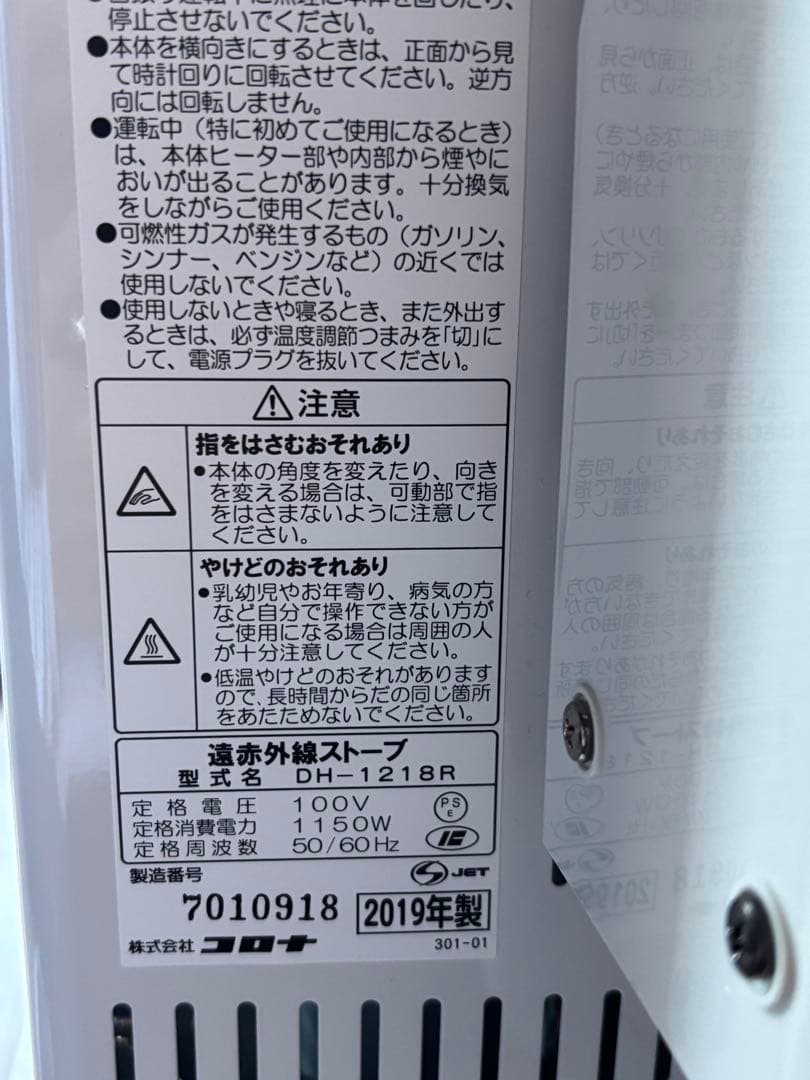 停止させないでください。
●本体を横向きにするときは、正面から見
て時計回りに回転させてください。逆方
向には回転しません。
●運転中（特に初めてご使用になるとき）
は、本体ヒーター部や内部から煙やに
おいが出ることがあります。十分換気
をしながらご使用ください。
●可燃性ガスが発生するもの（ガソリン、
シンナー、ベンジンなど）の近くでは
使用しないでください。
●使用しないときや寝るとき、また外出す
るときは、必ず温度調節つまみを「切」に
して、電源プラグを抜いてください。
⚠注意
指をはさむおそれあり
●本体の角度を変えたり、向き
を変える場合は、可動部で指
をはさまないように注意して
ください。
やけどのおそれあり
●乳幼児やお年寄り、病気の方
など自分で操作できない方が
ご使用になる場合は周囲の人
が十分注意してください。
●低温やけどのおそれがあります
ので、長時間からだの同じ箇所
をあたためないでください。
遠赤外線ストーブ
型式名 DH-1218R
定格電圧 100V
定格消費電力 1150W
定格周波数 50/60Hz
PSE
製造番号
JET
7010918 2019年製
株式会社 コロナ 301-01